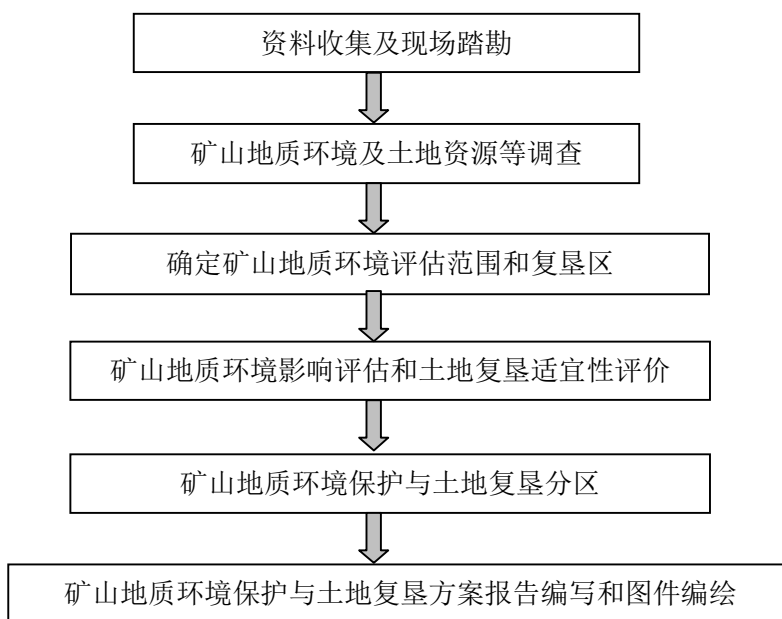 资料收集及现场踏勘
矿山地质环境及土地资源等调查
确定矿山地质环境评估范围和复垦区
矿山地质环境影响评估和土地复垦适宜性评价
矿山地质环境保护与土地复垦分区
矿山地质环境保护与土地复垦方案报告编写和图件编绘